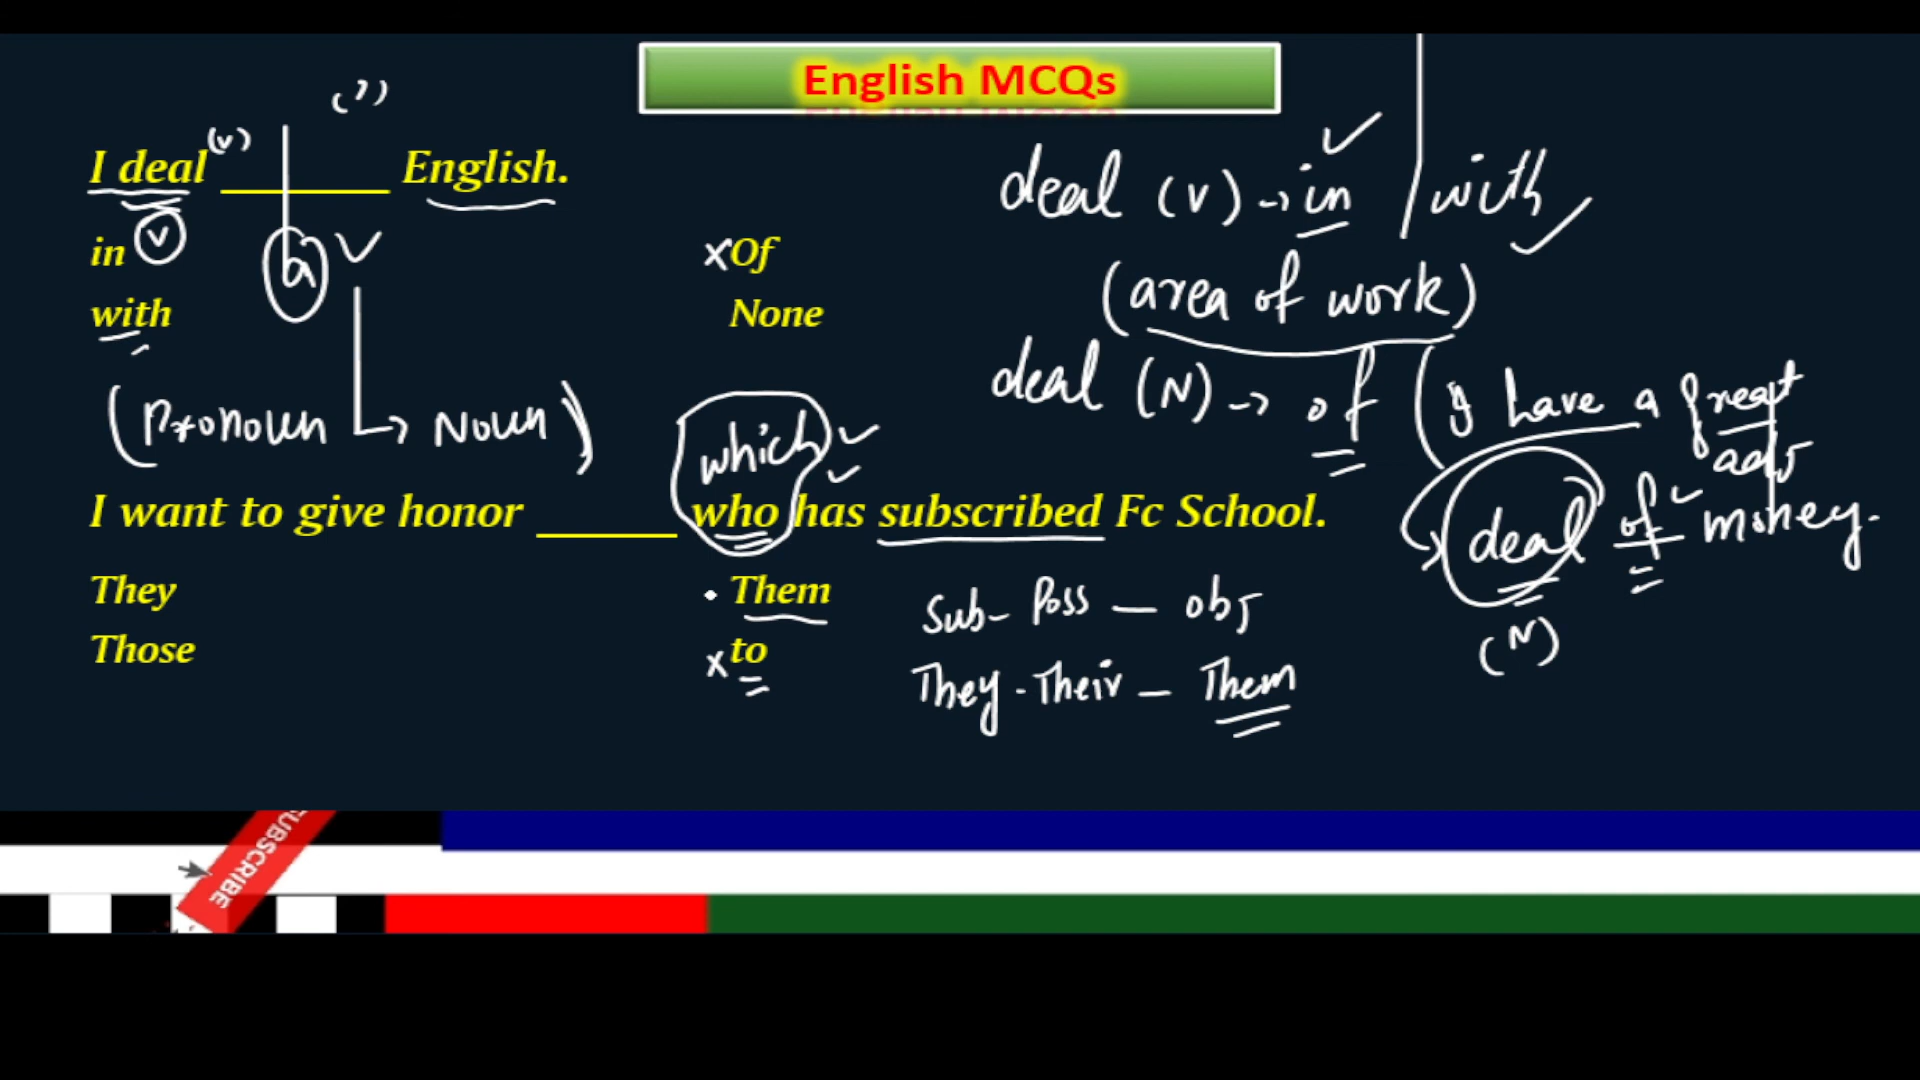 English MCQs
(')
I deal (v) ________ English.
deal (V) → in / with
in (v) a
Of
with
None
(area of work)
deal (N) → of (I have a great
adj
deal of money.
(N)
(Pronoun → Noun)
which
I want to give honor ______ who has subscribed Fc School.
They
Them
Those
to
Sub - Poss - obj
They - Their - Them
SUBSCRIBE